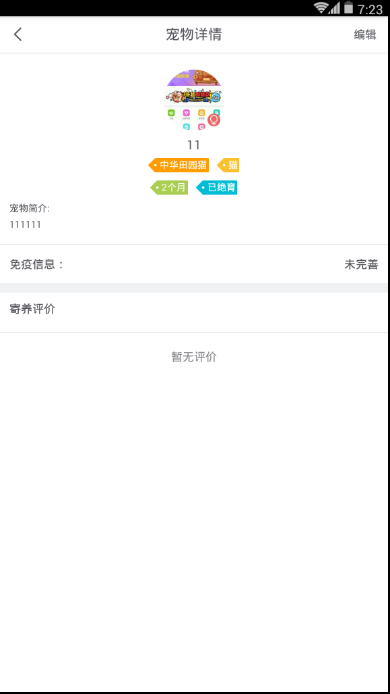 7:23
宠物详情
编辑
11
中华田园猫
猫
2个月
已绝育
宠物简介:
111111
免疫信息：
未完善
寄养评价
暂无评价